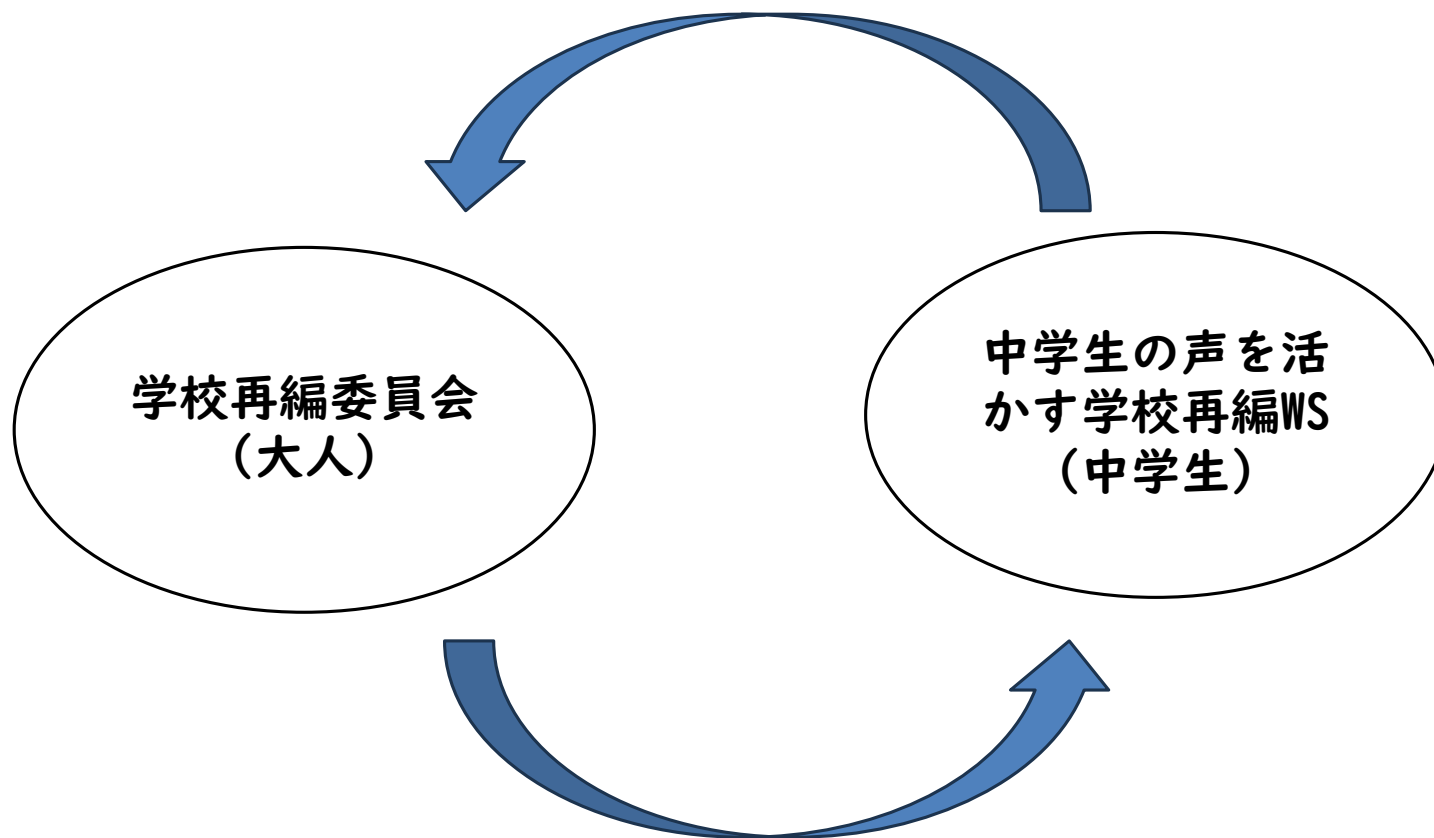 学校再編委員会
（大人）
中学生の声を活
かす学校再編WS
（中学生）